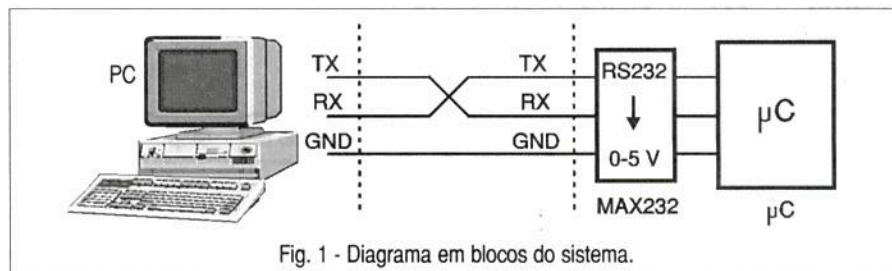 PC
TX
RX
GND
TX
RX
GND
RS232
0-5 V
MAX232
µC
µC
Fig. 1 - Diagrama em blocos do sistema.